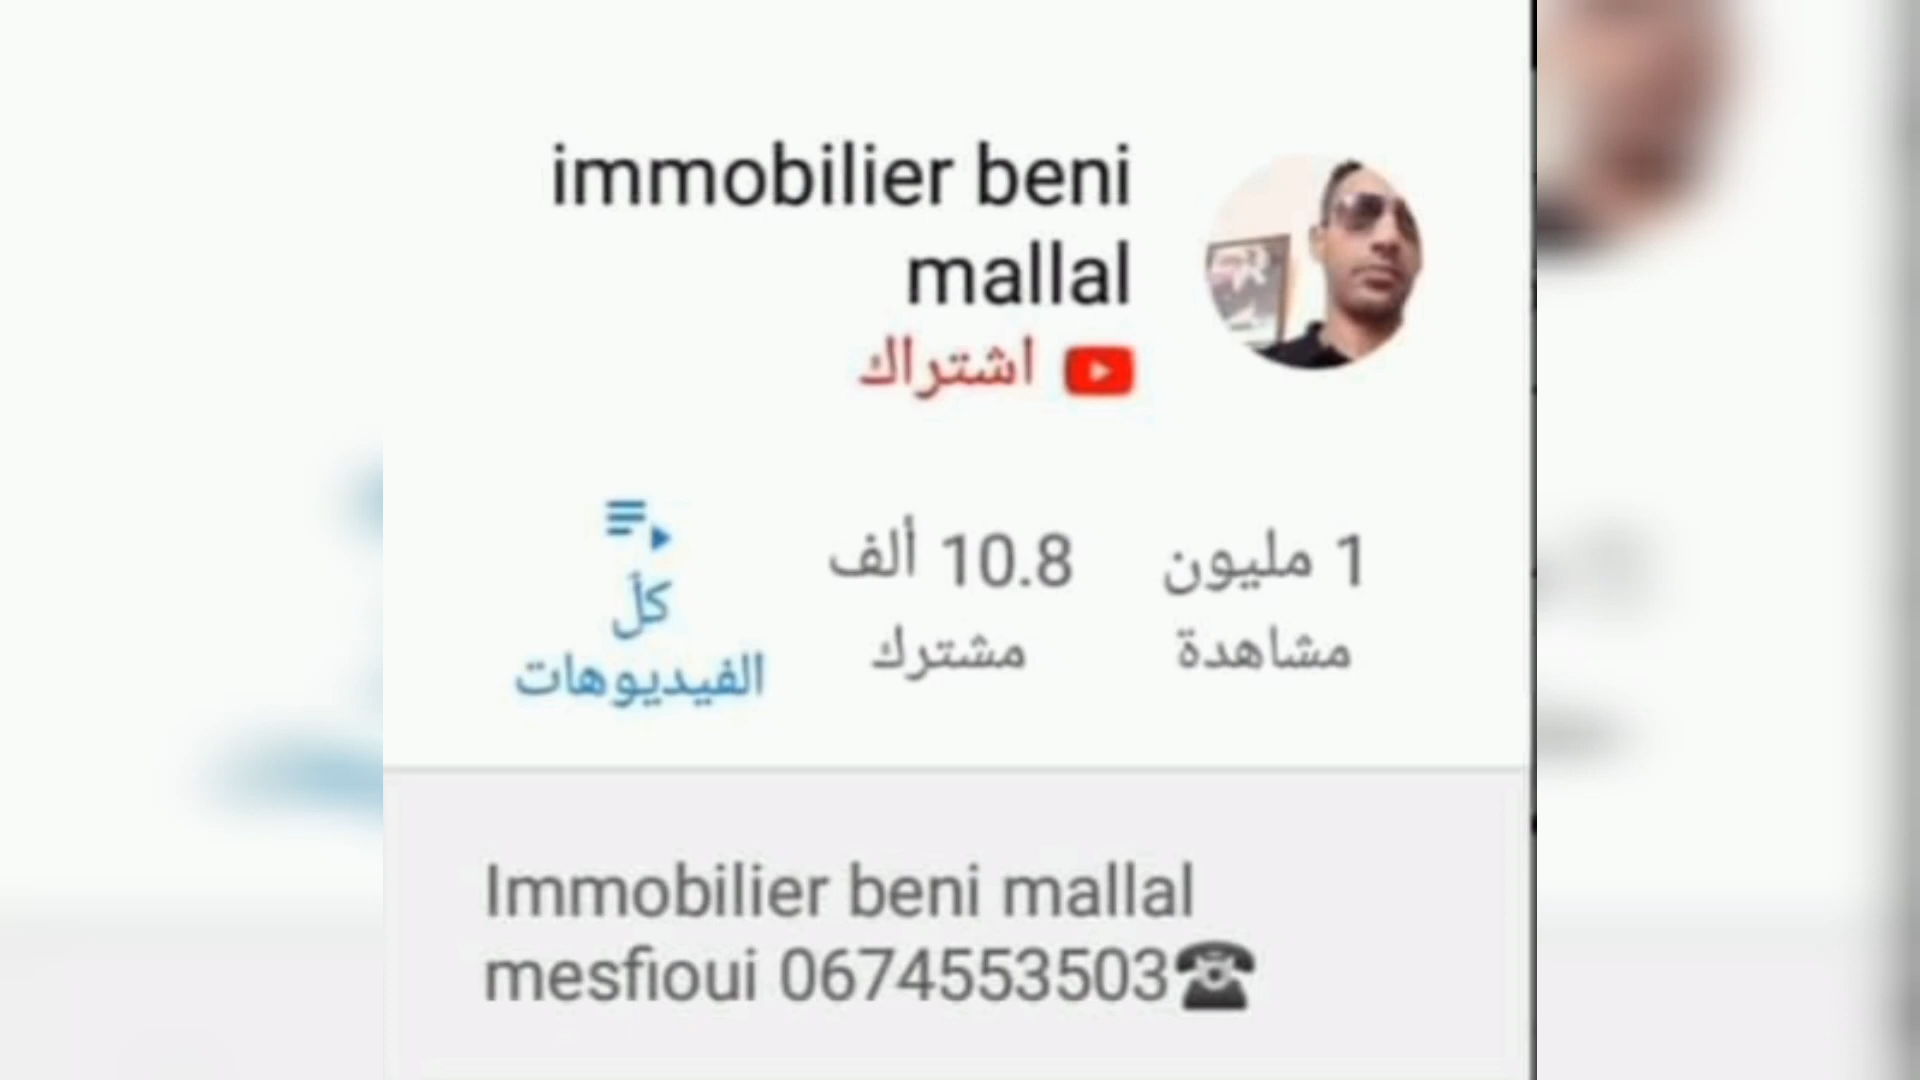 immobilier beni
mallal
اشتراك
1 مليون
مشاهدة
10.8 ألف
مشترك
كلّ
الفيديوهات
Immobilier beni mallal
mesfioui 0674553503☎